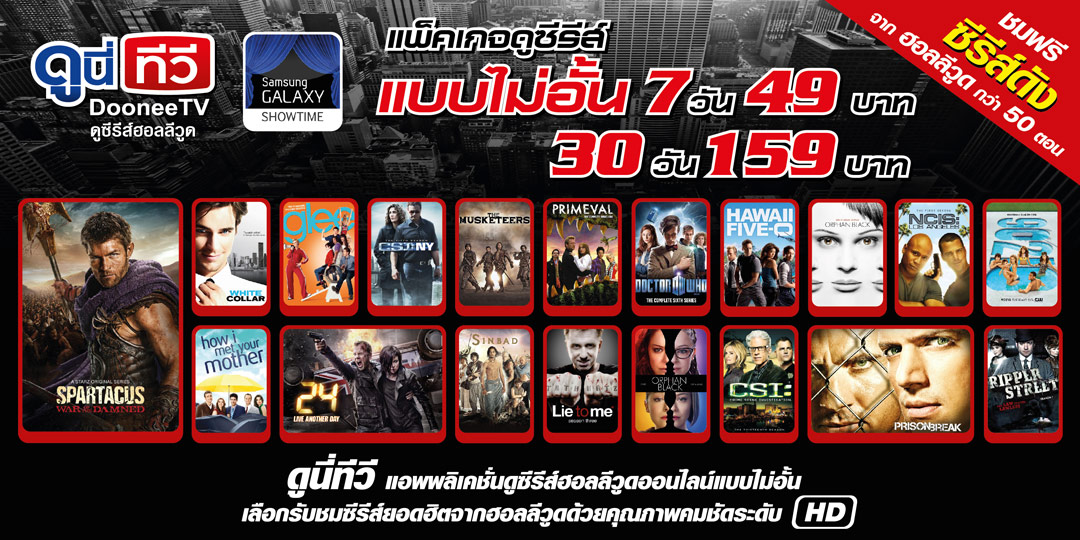 ดูนี่ ทีวี
DooneeTV
ดูซีรีส์ฮอลลีวูด
Samsung
GALAXY
SHOWTIME
แพ็คเกจดูซีรีส์
แบบไม่อั้น 7 วัน 49 บาท
30 วัน 159 บาท
ชมฟรี
ซีรีส์ดัง
จาก ฮอลลีวูด กว่า 50 ตอน
A STARZ ORIGINAL SERIES
SPARTACUS
WAR OF THE DAMNED
WHITE
COLLAR
glee
CSI:NY
THE
MUSKETEERS
PRIMEVAL
DOCTOR WHO
THE COMPLETE SIXTH SERIES
HAWAII
FIVE-O
ORPHAN BLACK
NCIS:
LOS ANGELES
how i
met your
mother
24
LIVE ANOTHER DAY
SINBAD
Lie to me
ORPHAN
BLACK
CSI:
PRISON BREAK
RIPPER
STREET
ดูนี่ทีวี แอพพลิเคชั่นดูซีรีส์ฮอลลีวูดออนไลน์แบบไม่อั้น
เลือกรับชมซีรีส์ยอดฮิตจากฮอลลีวูดด้วยคุณภาพคมชัดระดับ HD